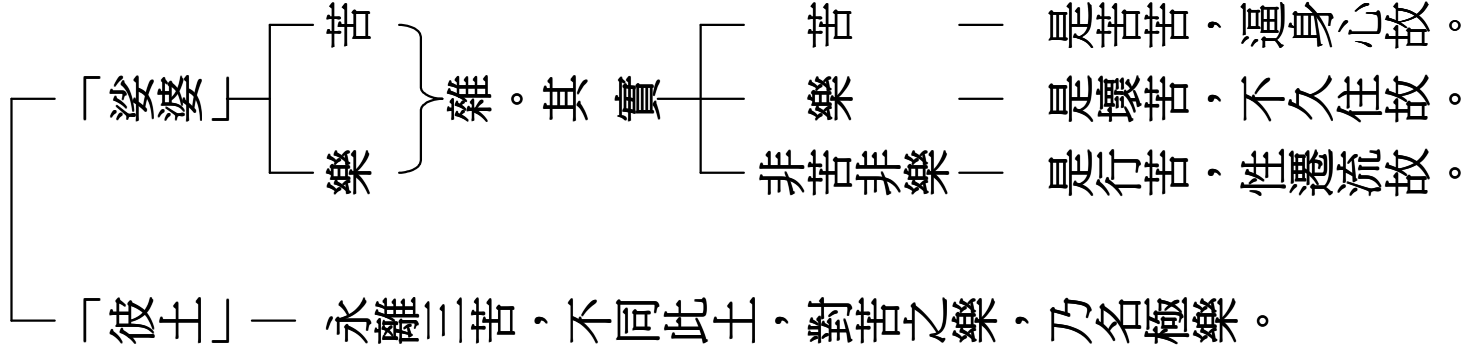 「娑婆」
苦
樂
雜。其實
苦
是苦苦，逼身心故。
樂
是壞苦，不久住故。
非苦非樂
是行苦，性遷流故。
「彼土」
永離三苦，不同此土，對苦之樂，乃名極樂。